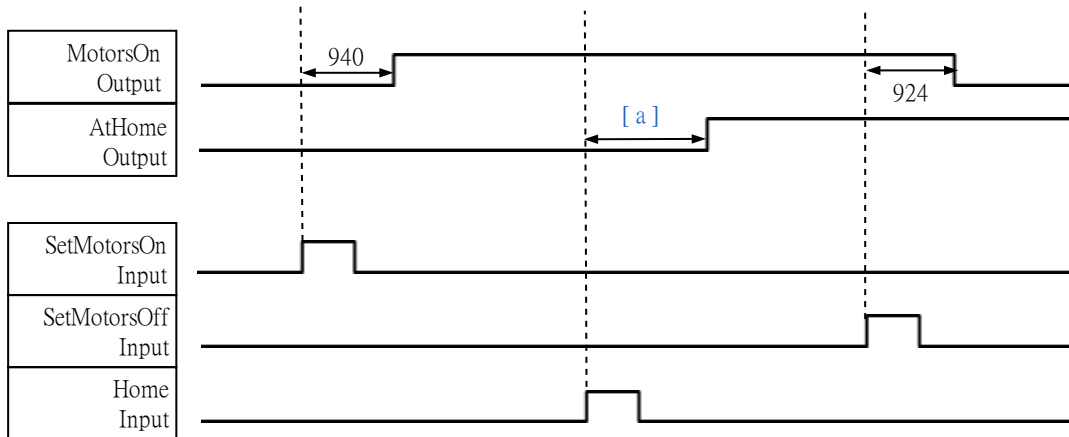 MotorsOn
Output
940
924
AtHome
Output
[ a ]
SetMotorsOn
Input
SetMotorsOff
Input
Home
Input